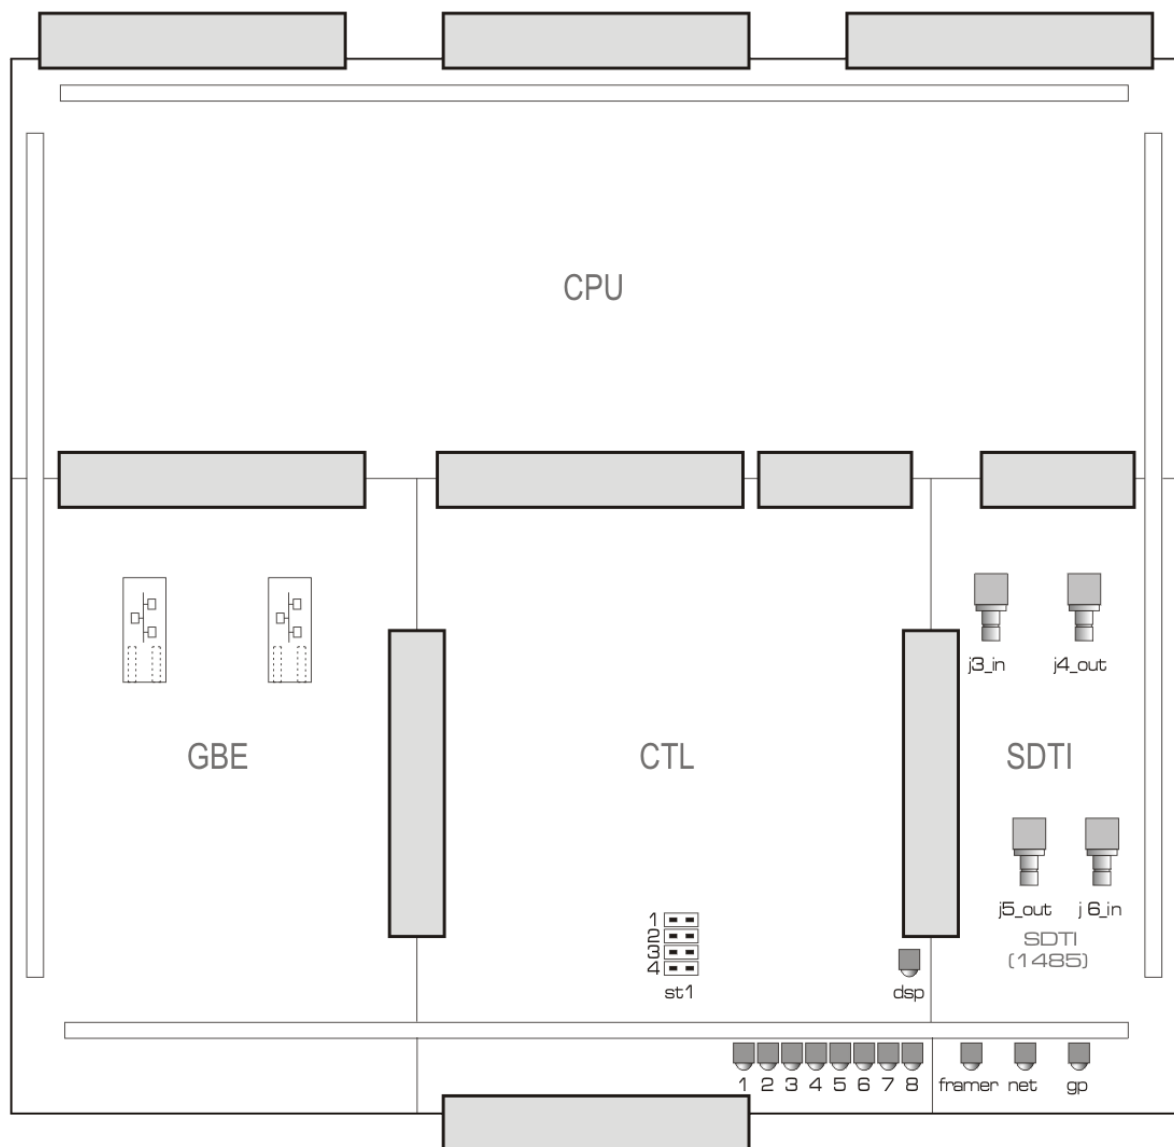 CPU
j3_in j4_out
GBE CTL SDTI
j5_out j 6_in
SDTI
(1485)
1
2
3
4
st1 dsp
1 2 3 4 5 6 7 8 framer net gp